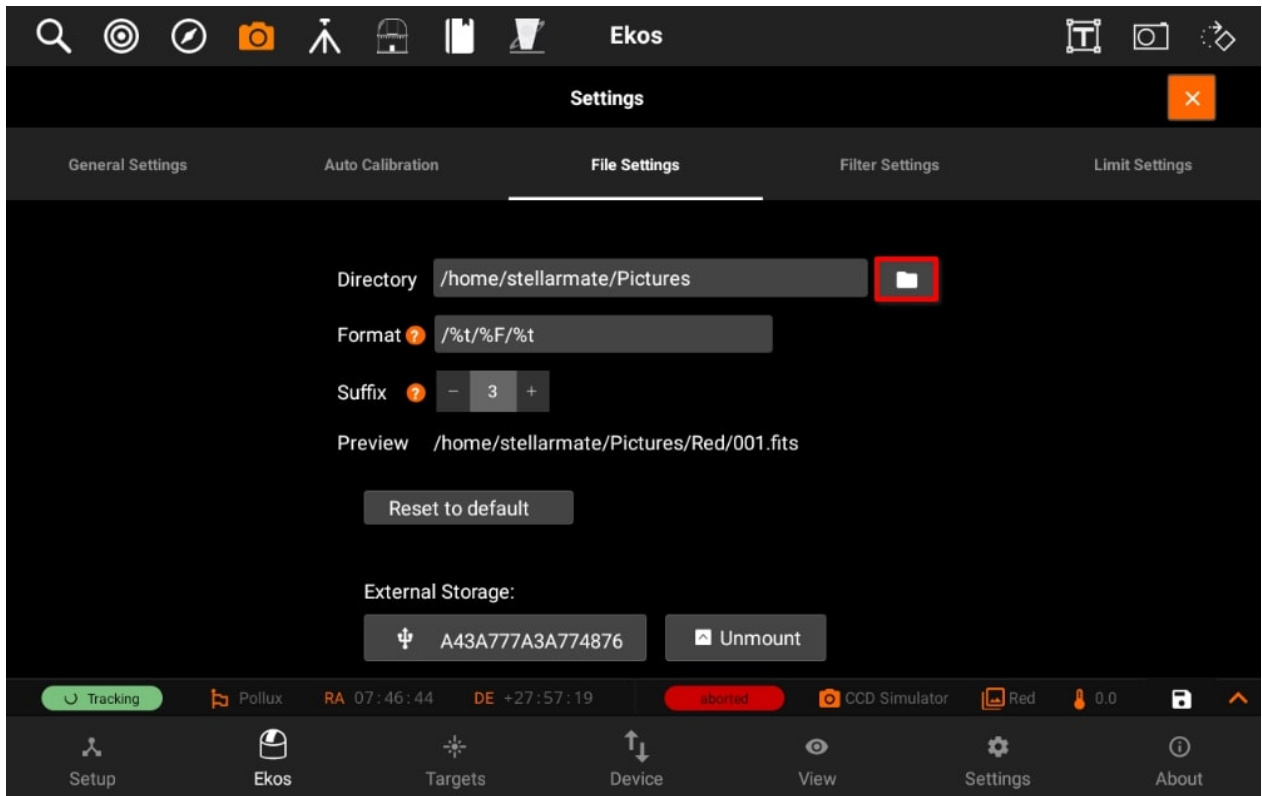 Ekos
T
Settings
×
General Settings Auto Calibration File Settings Filter Settings Limit Settings
Directory /home/stellarmate/Pictures
Format ? /%t/%F/%t
Suffix ? − 3 +
Preview /home/stellarmate/Pictures/Red/001.fits
Reset to default
External Storage:
A43A777A3A774876 Unmount
Tracking Pollux RA 07:46:44 DE +27:57:19 aborted CCD Simulator Red 0.0
Setup Ekos Targets Device View Settings About